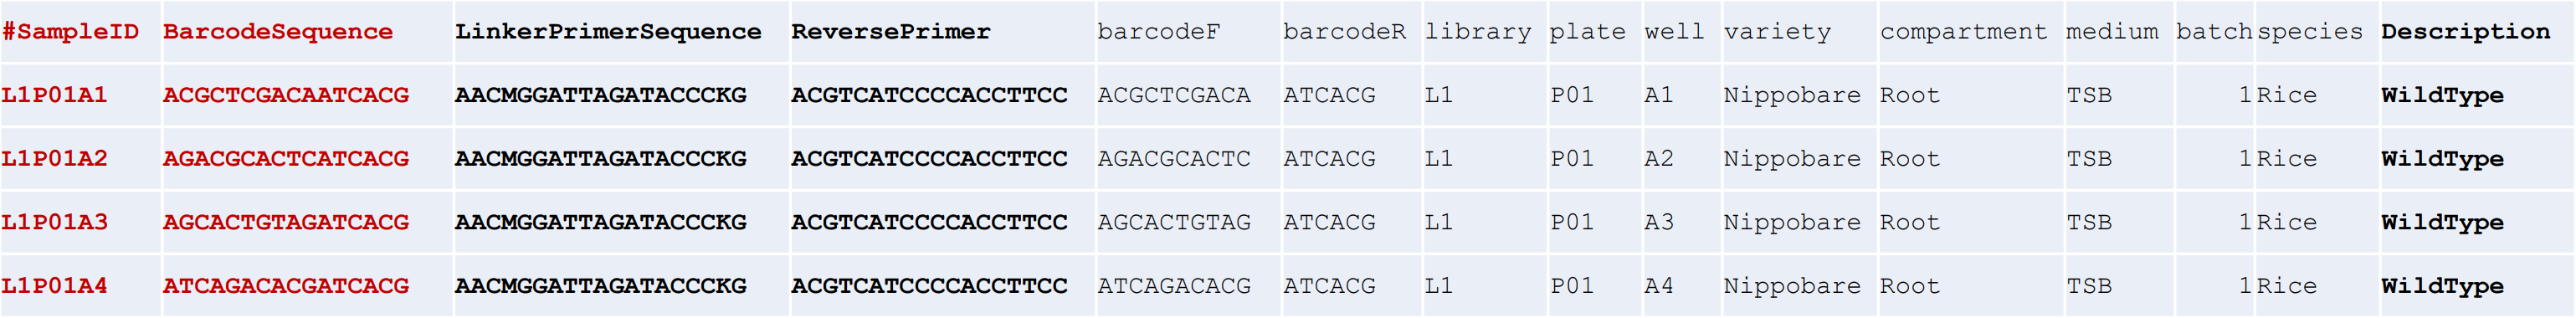 #SampleID BarcodeSequence LinkerPrimerSequence ReversePrimer barcodeF barcodeR library plate well variety compartment medium batch species Description
L1P01A1 ACGCTCGACAATCACG AACMGGATTAGATACCCKG ACGTCATCCCCACCTTCC ACGCTCGACA ATCACG L1 P01 A1 Nippobare Root TSB 1 Rice WildType
L1P01A2 AGACGCACTCATCACG AACMGGATTAGATACCCKG ACGTCATCCCCACCTTCC AGACGCACTC ATCACG L1 P01 A2 Nippobare Root TSB 1 Rice WildType
L1P01A3 AGCACTGTAGATCACG AACMGGATTAGATACCCKG ACGTCATCCCCACCTTCC AGCACTGTAG ATCACG L1 P01 A3 Nippobare Root TSB 1 Rice WildType
L1P01A4 ATCAGACACGATCACG AACMGGATTAGATACCCKG ACGTCATCCCCACCTTCC ATCAGACACG ATCACG L1 P01 A4 Nippobare Root TSB 1 Rice WildType